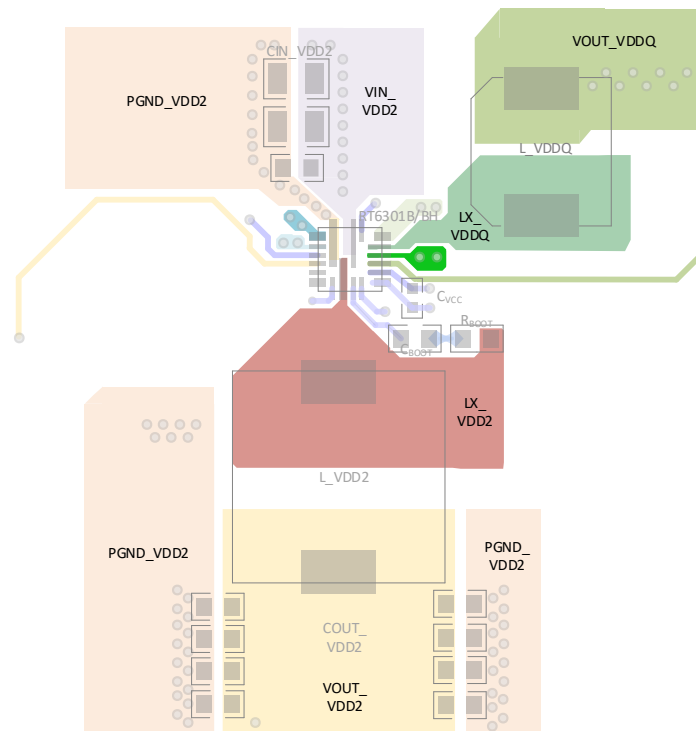 VOUT_VDDQ
CIN_VDD2
PGND_VDD2
VIN_
VDD2
L_VDDQ
RT6301B/BH
LX_
VDDQ
CVCC
RBOOT
CBOOT
LX_
VDD2
L_VDD2
PGND_VDD2
PGND_
VDD2
COUT_
VDD2
VOUT_
VDD2